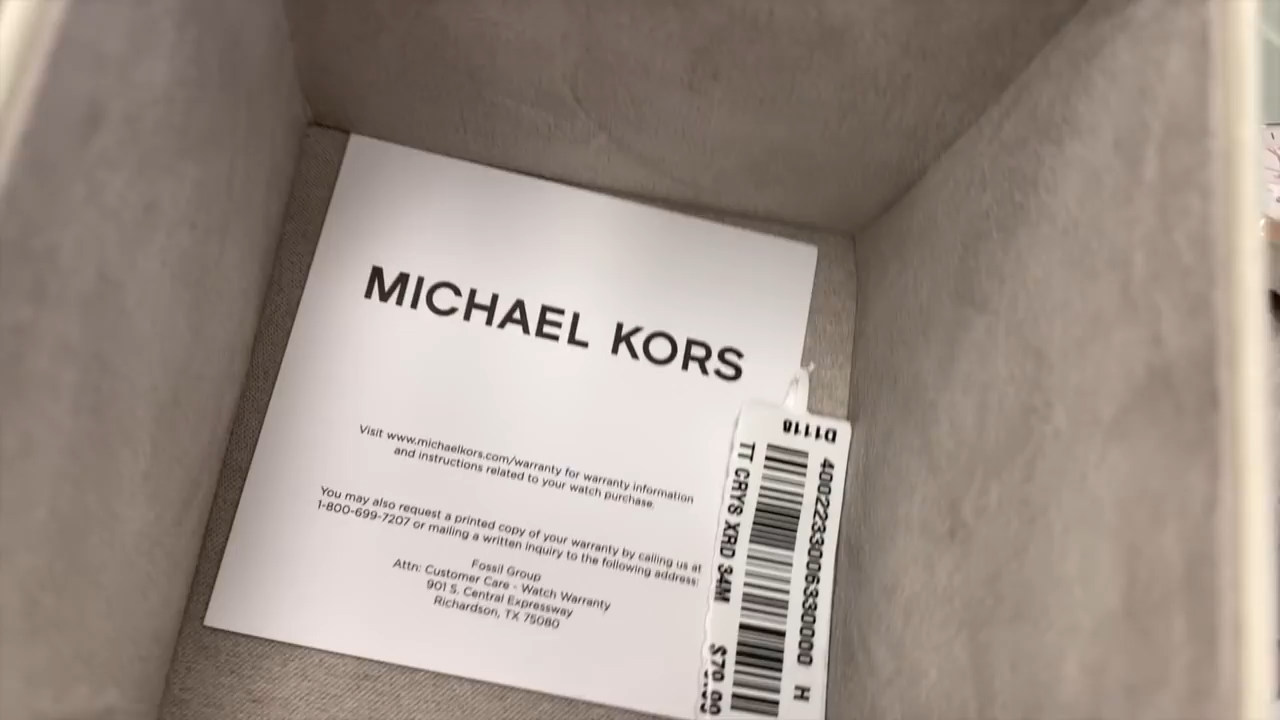 MICHAEL KORS
Visit www.michaelkors.com/warranty for warranty information
and instructions related to your watch purchase.
You may also request a printed copy of your warranty by calling us at
1-800-699-7207 or mailing a written inquiry to the following address:
Fossil Group
Attn: Customer Care - Watch Warranty
901 S. Central Expressway
Richardson, TX 75080
D1118
4002233006330000 H
TT CRYS XRD 34M